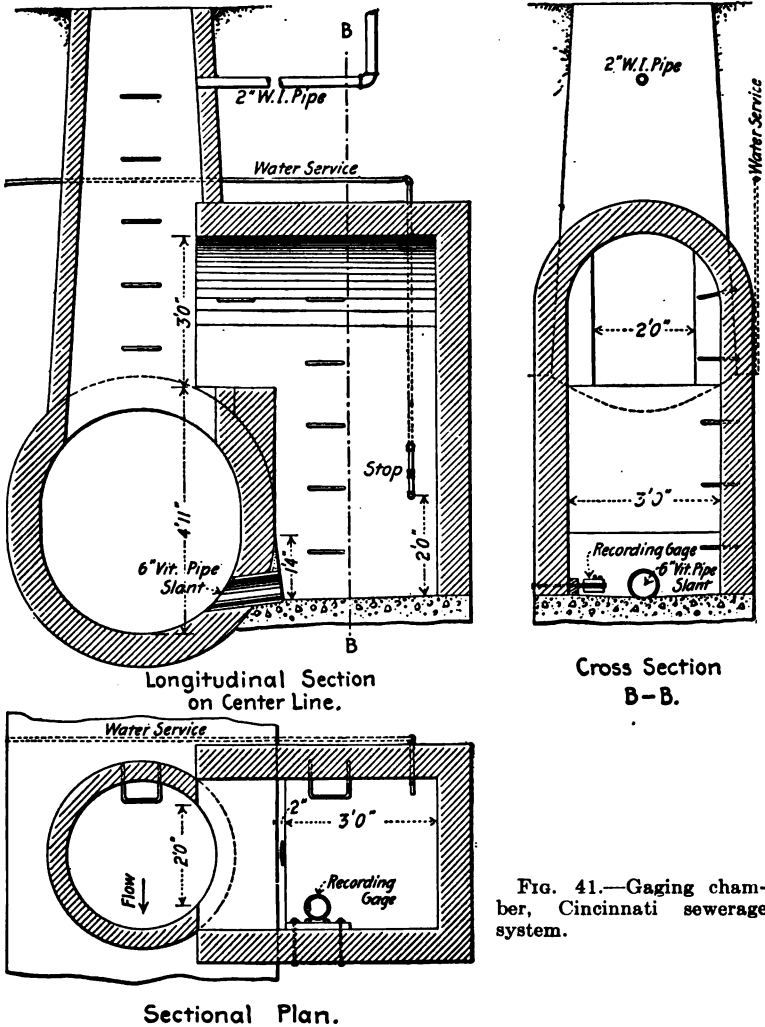 B
2" W.I. Pipe
Water Service
3'0"
4'11"
Stop
2'0"
14"
6" Vit. Pipe
Slant
B
Longitudinal Section
on Center Line.
2" W.I. Pipe
Water Service
2'0"
3'0"
Recording Gage
6" Vit. Pipe
Slant
Cross Section
B-B.
Water Service
2"
3'0"
2'0"
Flow
Recording
Gage
Sectional Plan.
FIG. 41.—Gaging cham-
ber, Cincinnati sewerage
system.